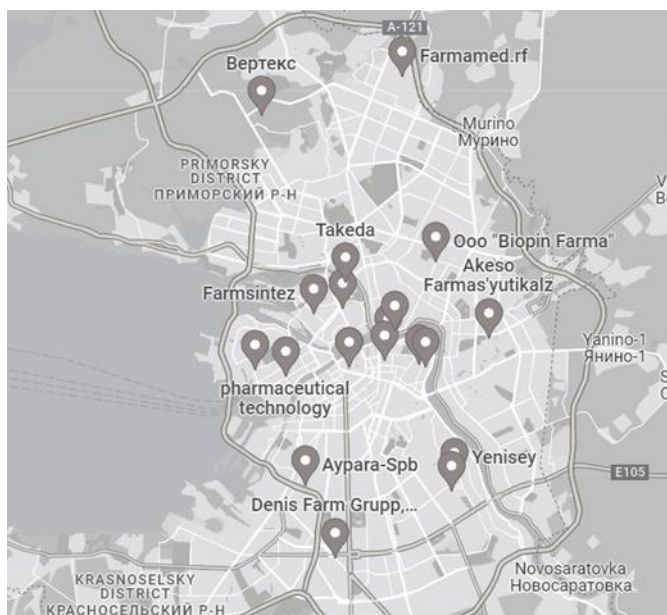 A-121
Farmamed.rf
Вертекс
Murino
Мурино
PRIMORSKY
DISTRICT
ПРИМОРСКИЙ Р-Н
Takeda
Ooo "Biopin Farma"
Akeso
Farmas'yutikalz
Farmsintez
Yanino-1
Янино-1
pharmaceutical
technology
Aypara-Spb
Yenisey
E105
Denis Farm Grupp,...
Novosaratovka
Новосаратовка
KRASNOSELSKY
DISTRICT
КРАСНОСЕЛЬСКИЙ Р-Н